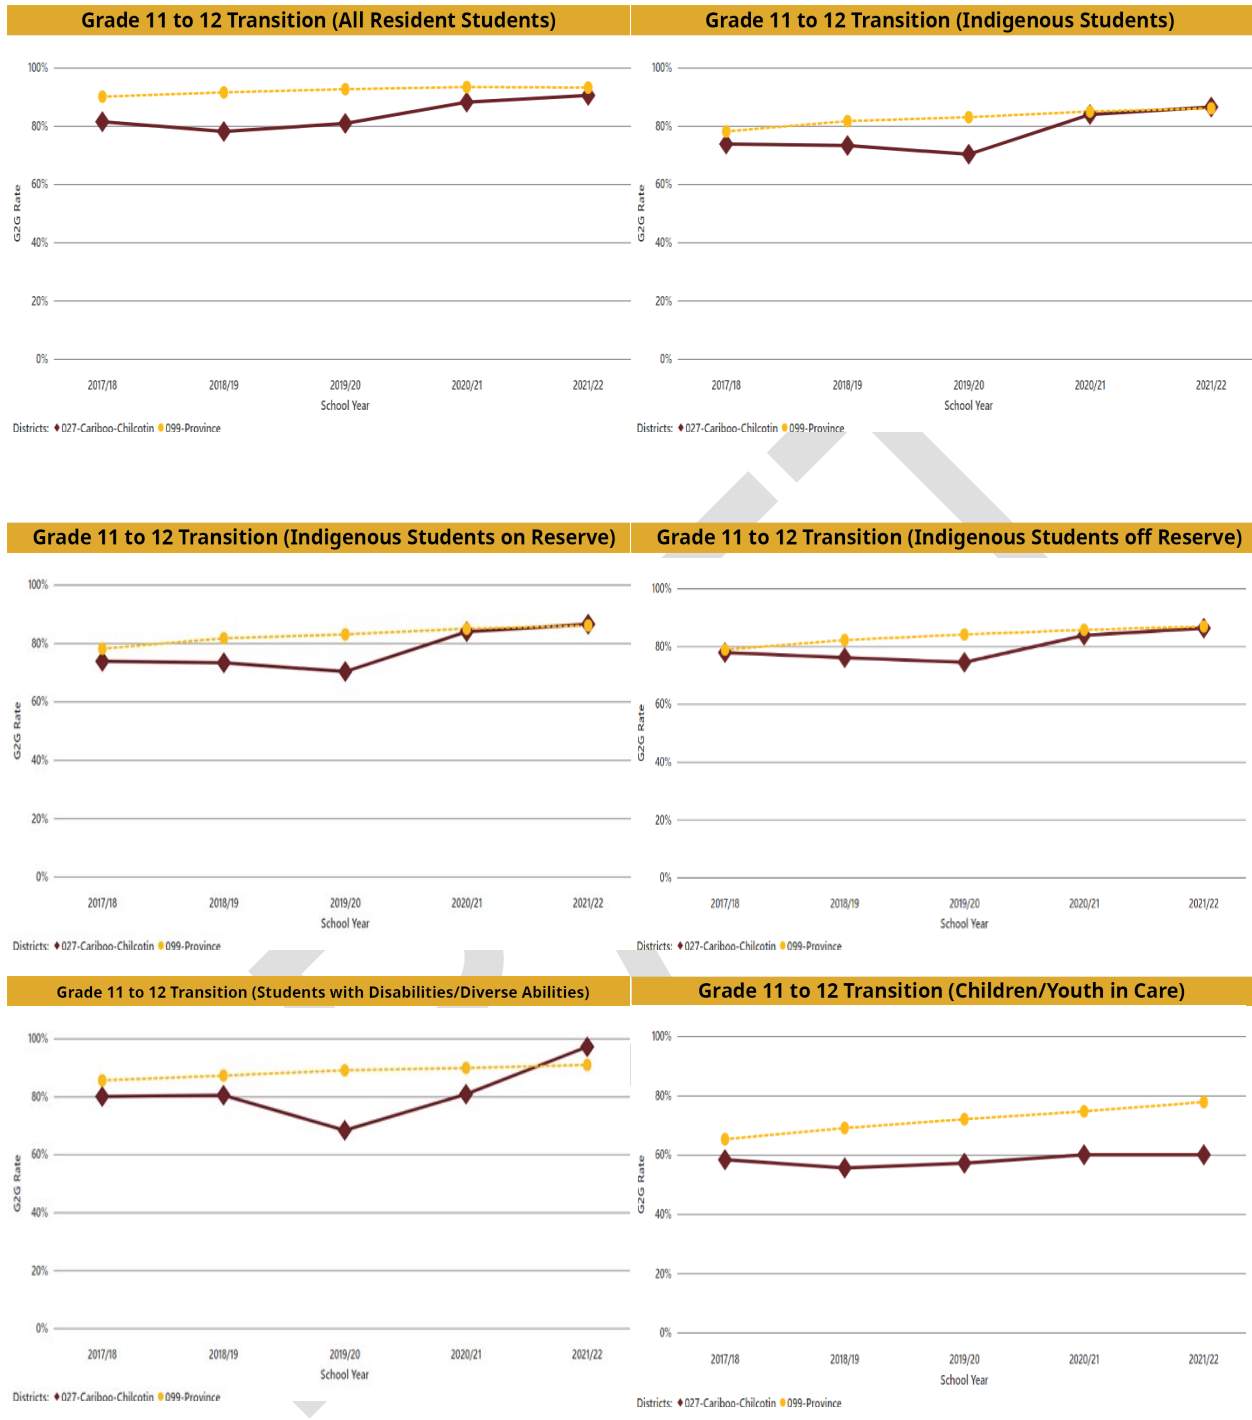 Grade 11 to 12 Transition (All Resident Students)
100%
80%
60%
40%
20%
0%
G2G Rate
2017/18 2018/19 2019/20 2020/21 2021/22
School Year
Districts: 027-Cariboo-Chilcotin 099-Province
Grade 11 to 12 Transition (Indigenous Students)
100%
80%
60%
40%
20%
0%
G2G Rate
2017/18 2018/19 2019/20 2020/21 2021/22
School Year
Districts: 027-Cariboo-Chilcotin 099-Province
Grade 11 to 12 Transition (Indigenous Students on Reserve)
100%
80%
60%
40%
20%
0%
G2G Rate
2017/18 2018/19 2019/20 2020/21 2021/22
School Year
Districts: 027-Cariboo-Chilcotin 099-Province
Grade 11 to 12 Transition (Indigenous Students off Reserve)
100%
80%
60%
40%
20%
0%
G2G Rate
2017/18 2018/19 2019/20 2020/21 2021/22
School Year
Districts: 027-Cariboo-Chilcotin 099-Province
Grade 11 to 12 Transition (Students with Disabilities/Diverse Abilities)
100%
80%
60%
40%
20%
0%
G2G Rate
2017/18 2018/19 2019/20 2020/21 2021/22
School Year
Districts: 027-Cariboo-Chilcotin 099-Province
Grade 11 to 12 Transition (Children/Youth in Care)
100%
80%
60%
40%
20%
0%
G2G Rate
2017/18 2018/19 2019/20 2020/21 2021/22
School Year
Districts: 027-Cariboo-Chilcotin 099-Province